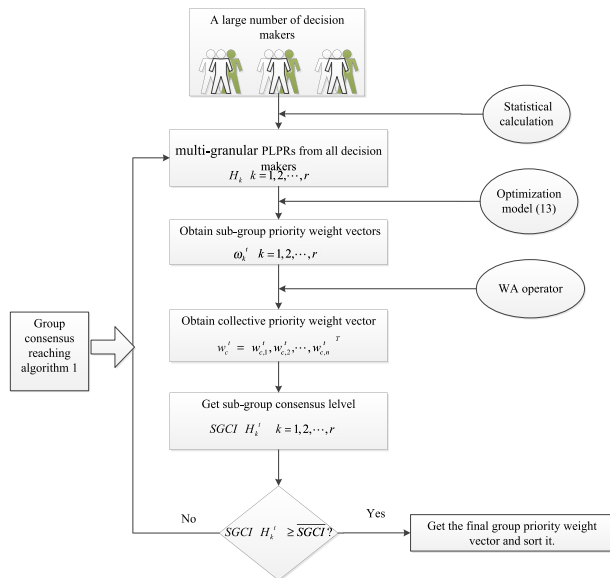 A large number of decision
makers
Statistical
calculation
multi-granular PLPRs from all decision
makers
H_k k=1,2,⋯,r
Optimization
model (13)
Obtain sub-group priority weight vectors
ω_k^t k=1,2,⋯,r
WA operator
Obtain collective priority weight vector
w_c^t = w_{c,1}^t, w_{c,2}^t, ⋯, w_{c,n}^t ^T
Group
consensus
reaching
algorithm 1
Get sub-group consensus lelvel
SGCI H_k^t k=1,2,⋯,r
No
SGCI H_k^t ≥ \overline{SGCI}?
Yes
Get the final group priority weight
vector and sort it.